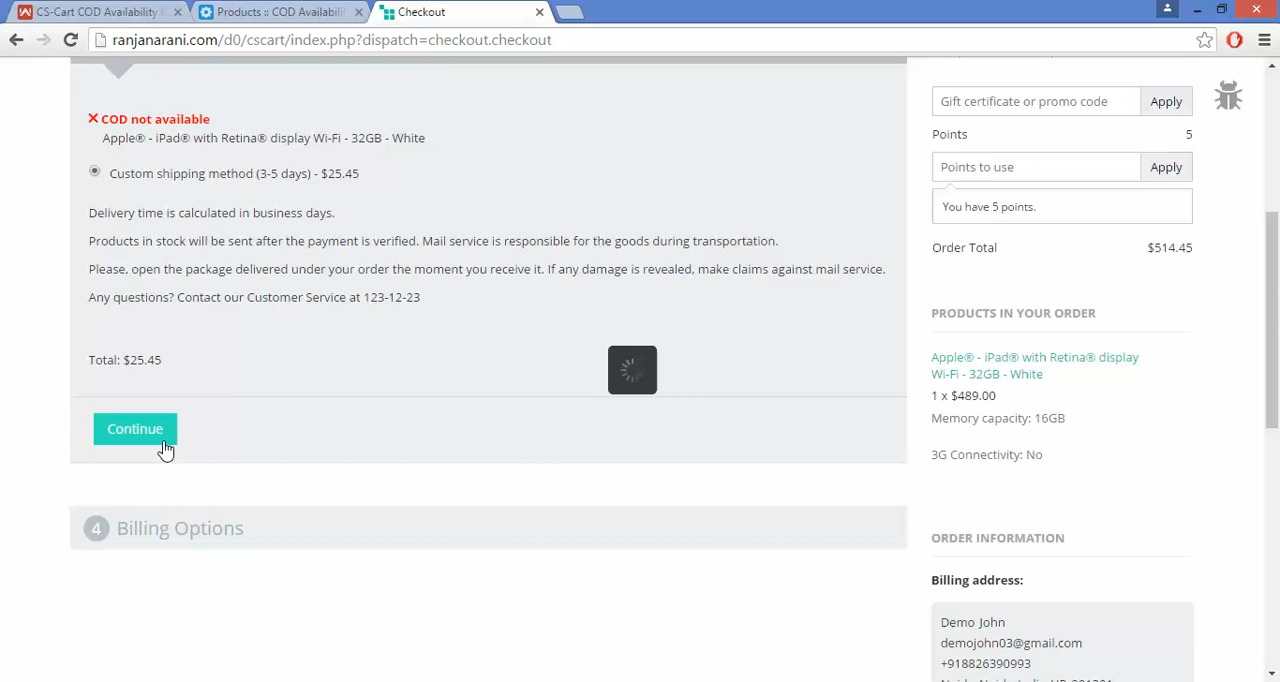 CS-Cart COD Availability
Products :: COD Availabili
Checkout
ranjanarani.com/d0/cscart/index.php?dispatch=checkout.checkout
COD not available
Apple® - iPad® with Retina® display Wi-Fi - 32GB - White
Custom shipping method (3-5 days) - $25.45
Delivery time is calculated in business days.
Products in stock will be sent after the payment is verified. Mail service is responsible for the goods during transportation.
Please, open the package delivered under your order the moment you receive it. If any damage is revealed, make claims against mail service.
Any questions? Contact our Customer Service at 123-12-23
Total: $25.45
Continue
4 Billing Options
Gift certificate or promo code Apply
Points 5
Points to use Apply
You have 5 points.
Order Total $514.45
PRODUCTS IN YOUR ORDER
Apple® - iPad® with Retina® display
Wi-Fi - 32GB - White
1 x $489.00
Memory capacity: 16GB
3G Connectivity: No
ORDER INFORMATION
Billing address:
Demo John
demojohn03@gmail.com
+918826390993